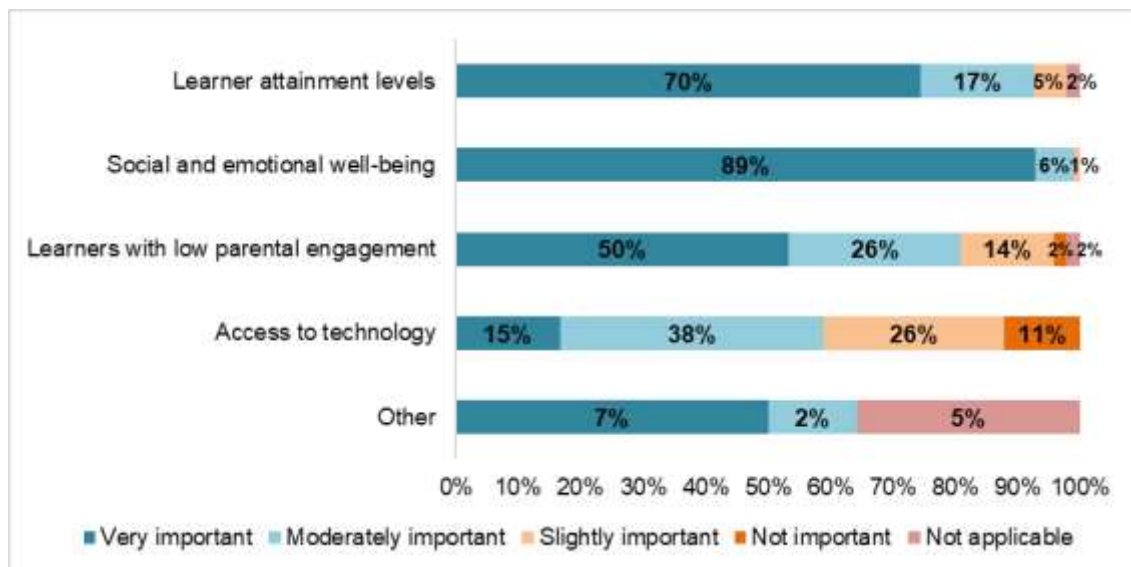 Learner attainment levels 70% 17% 5% 2%
Social and emotional well-being 89% 6% 1%
Learners with low parental engagement 50% 26% 14% 2% 2%
Access to technology 15% 38% 26% 11%
Other 7% 2% 5%
0% 10% 20% 30% 40% 50% 60% 70% 80% 90% 100%
Very important Moderately important Slightly important Not important Not applicable